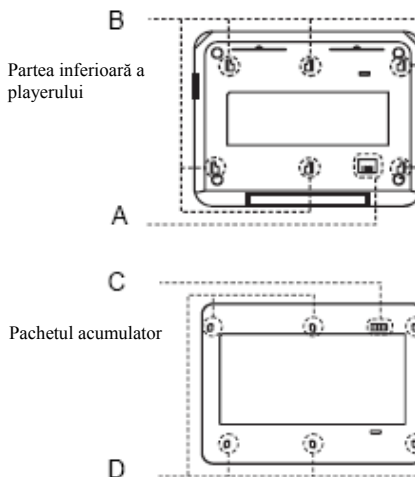 B
Partea inferioară a
playerului
A
C
Pachetul acumulator
D